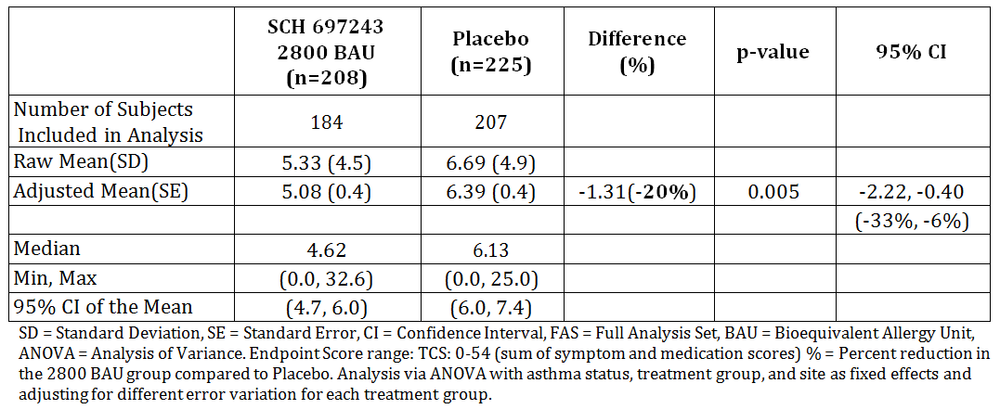 SCH 697243 2800 BAU (n=208) Placebo (n=225) Difference (%) p-value 95% CI
Number of Subjects Included in Analysis 184 207
Raw Mean(SD) 5.33 (4.5) 6.69 (4.9)
Adjusted Mean(SE) 5.08 (0.4) 6.39 (0.4) -1.31(-20%) 0.005 -2.22, -0.40
(-33%, -6%)
Median 4.62 6.13
Min, Max (0.0, 32.6) (0.0, 25.0)
95% CI of the Mean (4.7, 6.0) (6.0, 7.4)
SD = Standard Deviation, SE = Standard Error, CI = Confidence Interval, FAS = Full Analysis Set, BAU = Bioequivalent Allergy Unit,
ANOVA = Analysis of Variance. Endpoint Score range: TCS: 0-54 (sum of symptom and medication scores) % = Percent reduction in
the 2800 BAU group compared to Placebo. Analysis via ANOVA with asthma status, treatment group, and site as fixed effects and
adjusting for different error variation for each treatment group.